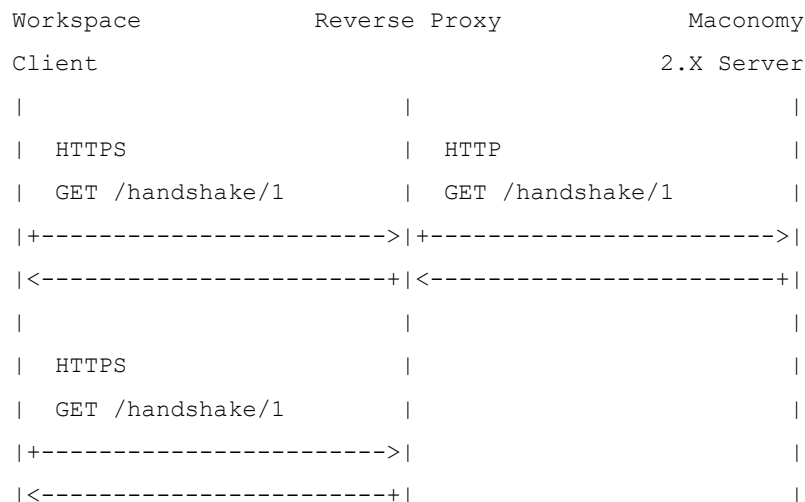 Workspace            Reverse Proxy             Maconomy
Client                                       2.X Server
|                          |                          |
|  HTTPS                   |  HTTP                    |
|  GET /handshake/1        |  GET /handshake/1        |
|+------------------------>|+------------------------>|
|<------------------------+|<------------------------+|
|                          |                          |
|  HTTPS                   |                          |
|  GET /handshake/1        |                          |
|+------------------------>|                          |
|<------------------------+|                          |